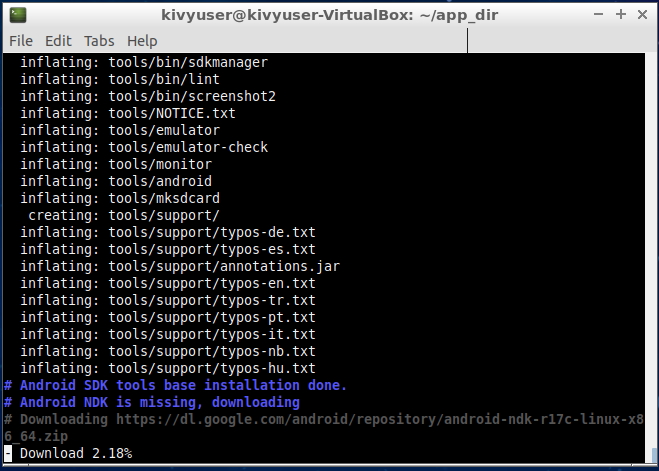 kivyuser@kivyuser-VirtualBox: ~/app_dir
File Edit Tabs Help
inflating: tools/bin/sdkmanager
inflating: tools/bin/lint
inflating: tools/bin/screenshot2
inflating: tools/NOTICE.txt
inflating: tools/emulator
inflating: tools/emulator-check
inflating: tools/monitor
inflating: tools/android
inflating: tools/mksdcard
creating: tools/support/
inflating: tools/support/typos-de.txt
inflating: tools/support/typos-es.txt
inflating: tools/support/annotations.jar
inflating: tools/support/typos-en.txt
inflating: tools/support/typos-tr.txt
inflating: tools/support/typos-pt.txt
inflating: tools/support/typos-it.txt
inflating: tools/support/typos-nb.txt
inflating: tools/support/typos-hu.txt
# Android SDK tools base installation done.
# Android NDK is missing, downloading
# Downloading https://dl.google.com/android/repository/android-ndk-r17c-linux-x8
6_64.zip
- Download 2.18%